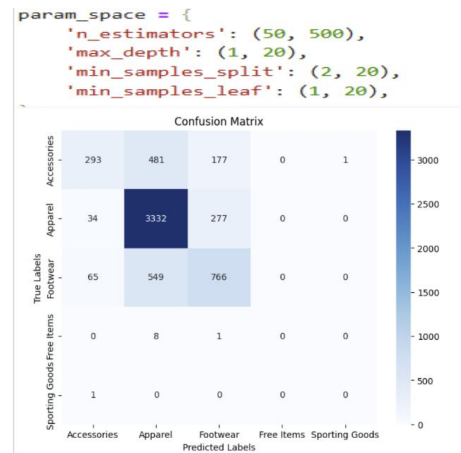 param_space = {
'n_estimators': (50, 500),
'max_depth': (1, 20),
'min_samples_split': (2, 20),
'min_samples_leaf': (1, 20),
Confusion Matrix
Accessories 293 481 177 0 1
Apparel 34 3332 277 0 0
Footwear 65 549 766 0 0
Free Items 0 8 1 0 0
Sporting Goods 1 0 0 0 0
True Labels
Accessories Apparel Footwear Free Items Sporting Goods
Predicted Labels
3000
2500
2000
1500
1000
500
0